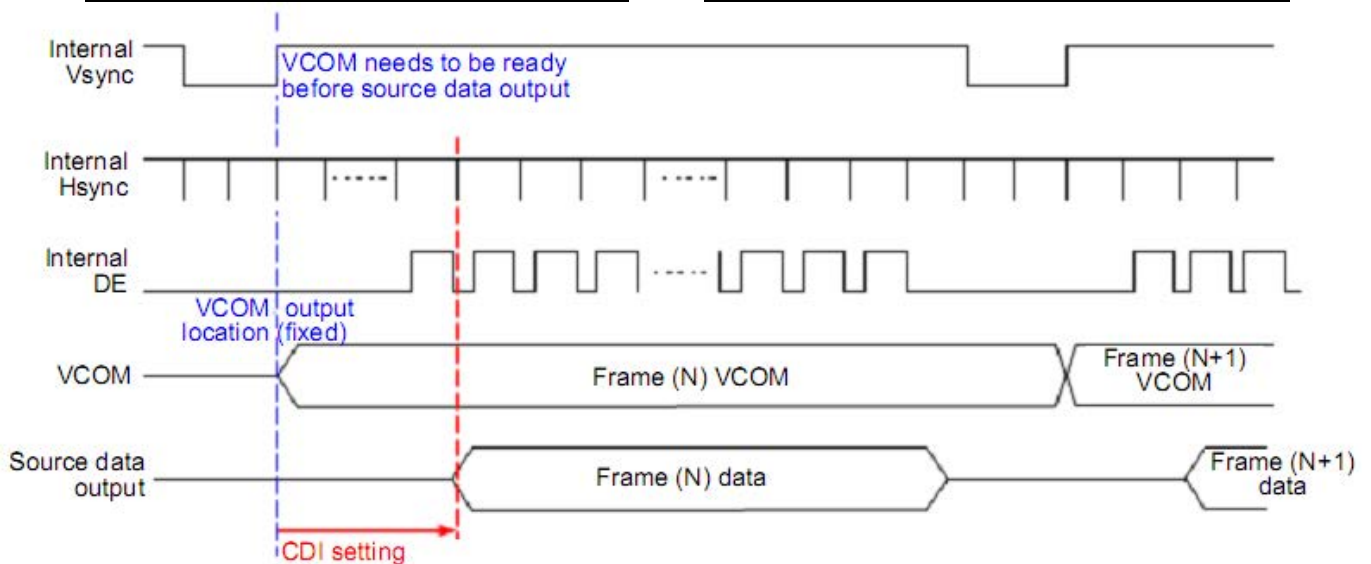 Internal
Vsync
VCOM needs to be ready
before source data output
Internal
Hsync
Internal
DE
VCOM output
location (fixed)
VCOM
Frame (N) VCOM
Frame (N+1)
VCOM
Source data
output
Frame (N) data
Frame (N+1)
data
CDI setting